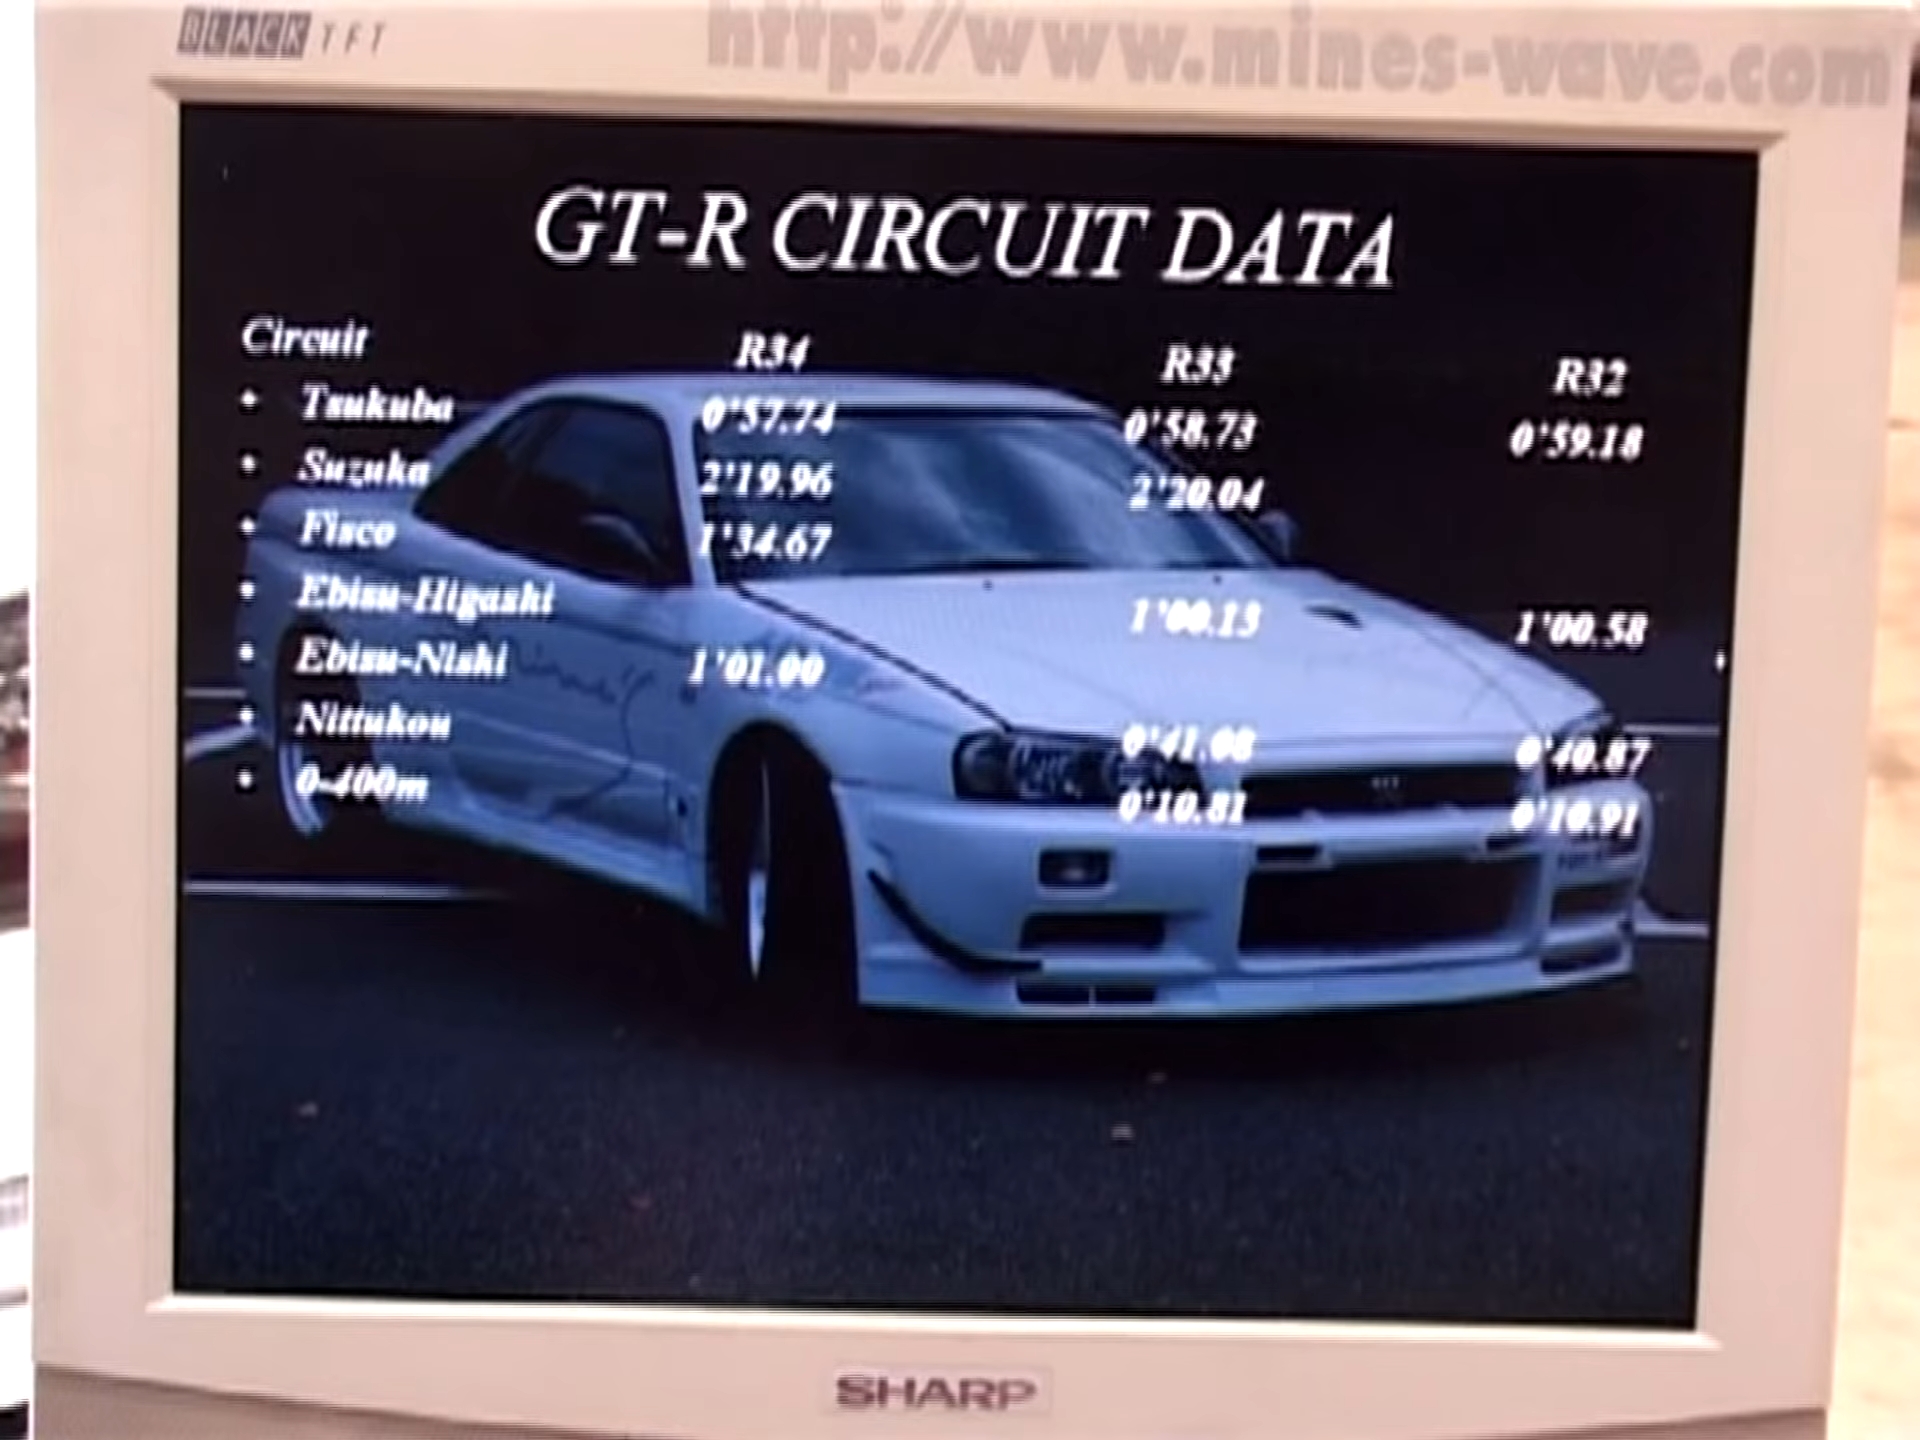 BLACK TFT
http://www.mines-wave.com
GT-R CIRCUIT DATA
Circuit R34 R33 R32
• Tsukuba 0'57.74 0'58.73 0'59.18
• Suzuka 2'19.96 2'20.04
• Fisco 1'34.67
• Ebisu-Higashi 1'00.13 1'00.58
• Ebisu-Nishi 1'01.00
• Nittukou 0'41.08 0'40.87
• 0-400m 0'10.81 0'10.91
SHARP